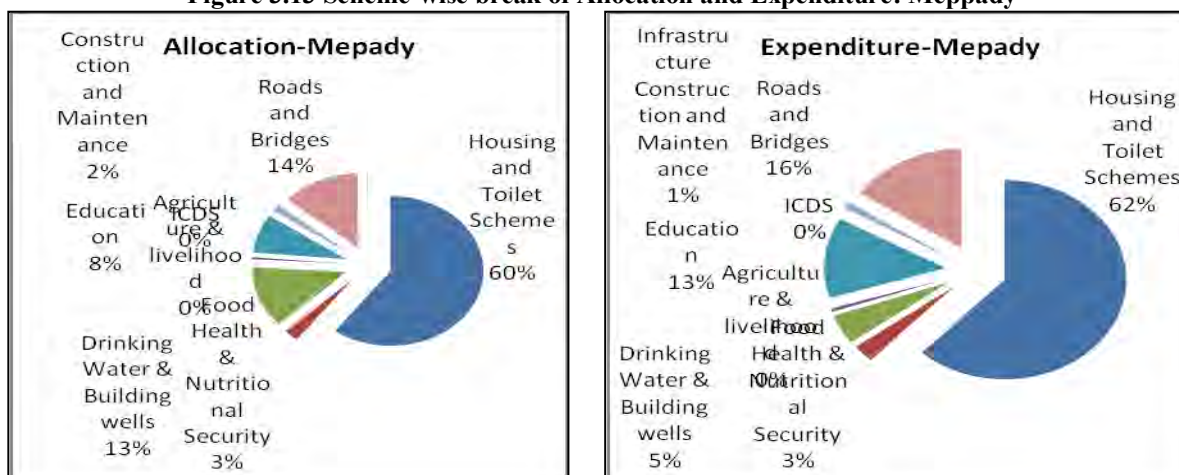 Scheme wise break of Allocation and Expenditure: Meppady
Allocation-Mepady
Constru
ction
and
Mainten
ance
2%
Roads
and
Bridges
14%
Housing
and
Toilet
Scheme
s
60%
Educati
on
8%
ICDS
0%
Agricult
ure &
livelihoo
d
0%
Food
Health
&
Nutritio
nal
Security
3%
Drinking
Water &
Building
wells
13%
Expenditure-Mepady
Infrastru
cture
Construc
tion and
Mainten
ance
1%
Roads
and
Bridges
16%
Housing
and
Toilet
Schemes
62%
ICDS
0%
Educatio
n
13%
Agricultu
re &
livelihoo
d
0%
Food
Health &
Nutrition
al
Security
3%
Drinking
Water &
Building
wells
5%